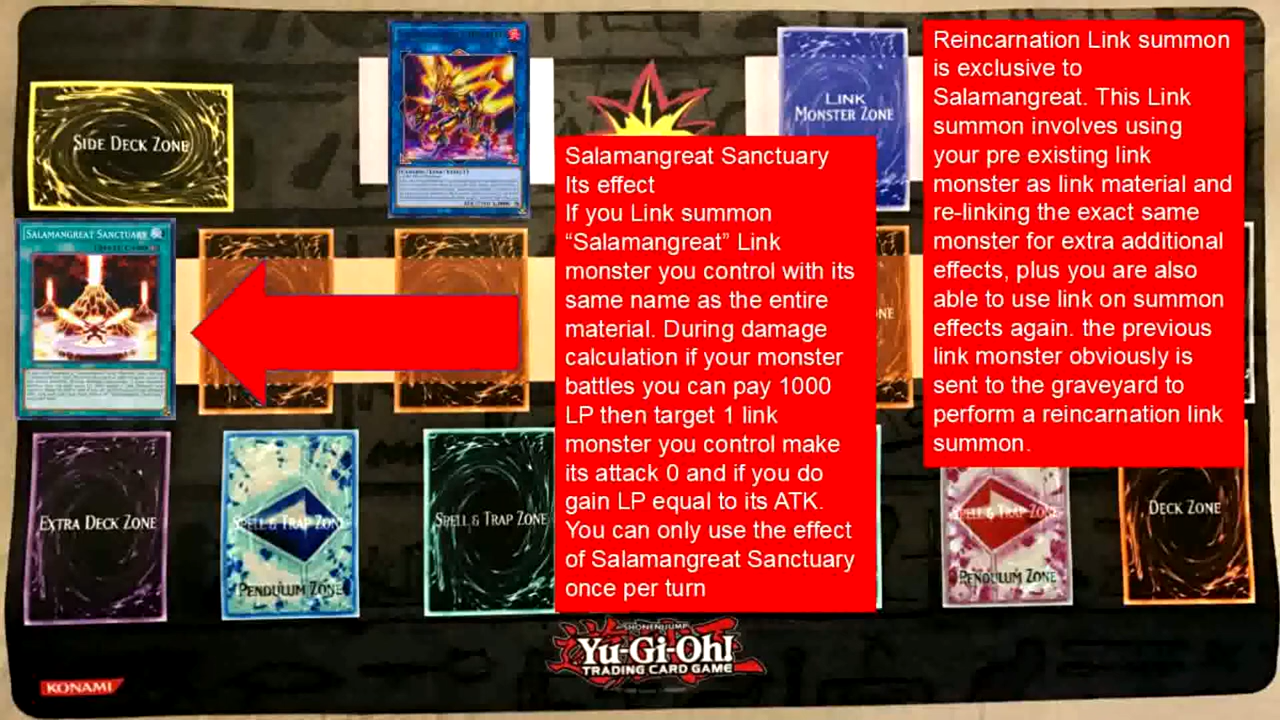 SIDE DECK ZONE
LINK
MONSTER ZONE
SALAMANGREAT SANCTUARY
Salamangreat Sanctuary
Its effect
If you Link summon
“Salamangreat” Link
monster you control with its
same name as the entire
material. During damage
calculation if your monster
battles you can pay 1000
LP then target 1 link
monster you control make
its attack 0 and if you do
gain LP equal to its ATK.
You can only use the effect
of Salamangreat Sanctuary
once per turn
Reincarnation Link summon
is exclusive to
Salamangreat. This Link
summon involves using
your pre existing link
monster as link material and
re-linking the exact same
monster for extra additional
effects, plus you are also
able to use link on summon
effects again. the previous
link monster obviously is
sent to the graveyard to
perform a reincarnation link
summon.
EXTRA DECK ZONE
SPELL & TRAP ZONE
PENDULUM ZONE
SPELL & TRAP ZONE
SPELL & TRAP ZONE
PENDULUM ZONE
DECK ZONE
SHONEN JUMP
Yu-Gi-Oh!
TRADING CARD GAME
KONAMI